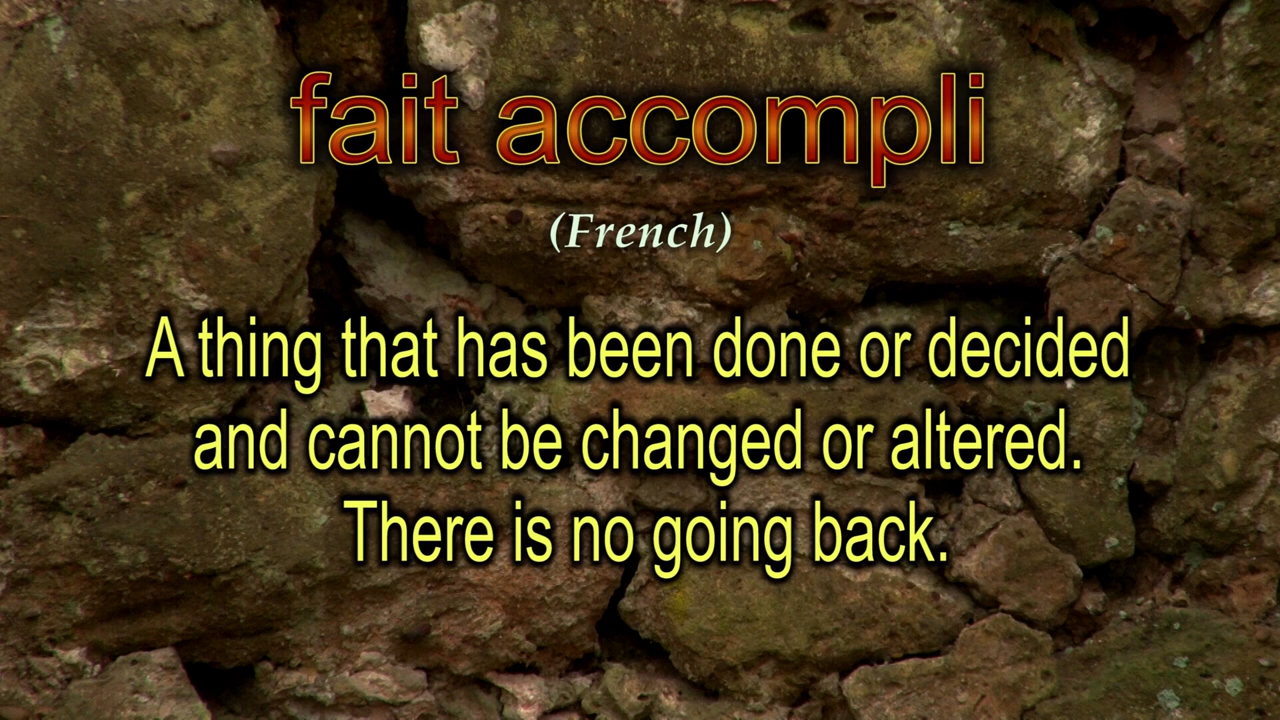 fait accompli
(French)
A thing that has been done or decided
and cannot be changed or altered.
There is no going back.